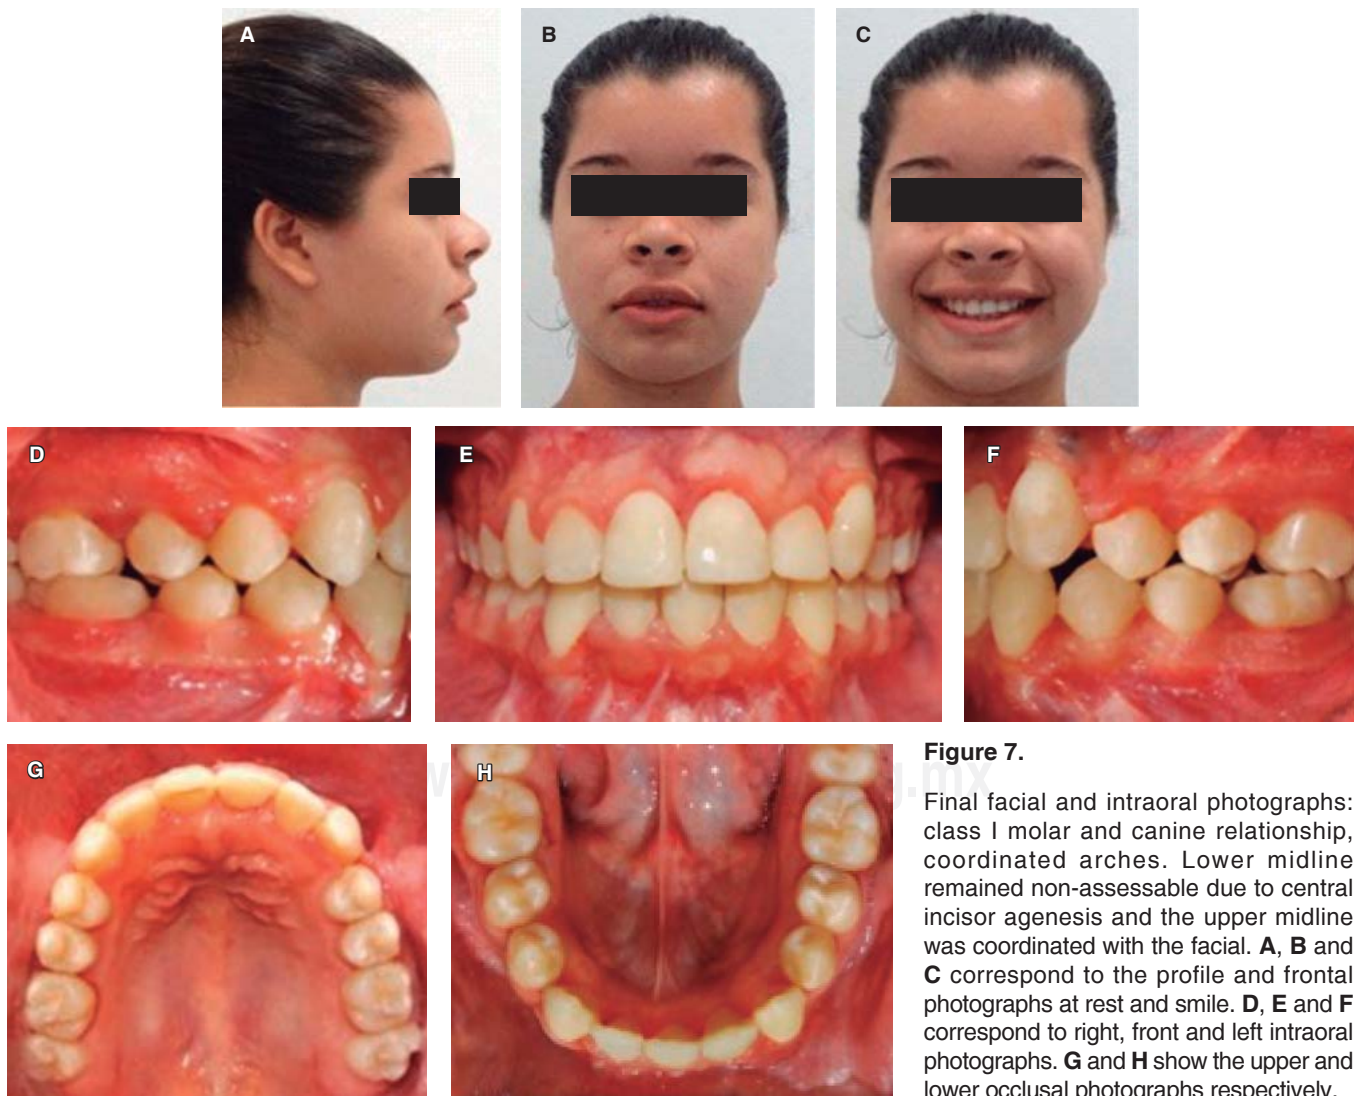 A
B
C
D
E
F
G
H
Figure 7.
Final facial and intraoral photographs:
class I molar and canine relationship,
coordinated arches. Lower midline
remained non-assessable due to central
incisor agenesis and the upper midline
was coordinated with the facial. A, B and
C correspond to the profile and frontal
photographs at rest and smile. D, E and F
correspond to right, front and left intraoral
photographs. G and H show the upper and
lower occlusal photographs respectively.